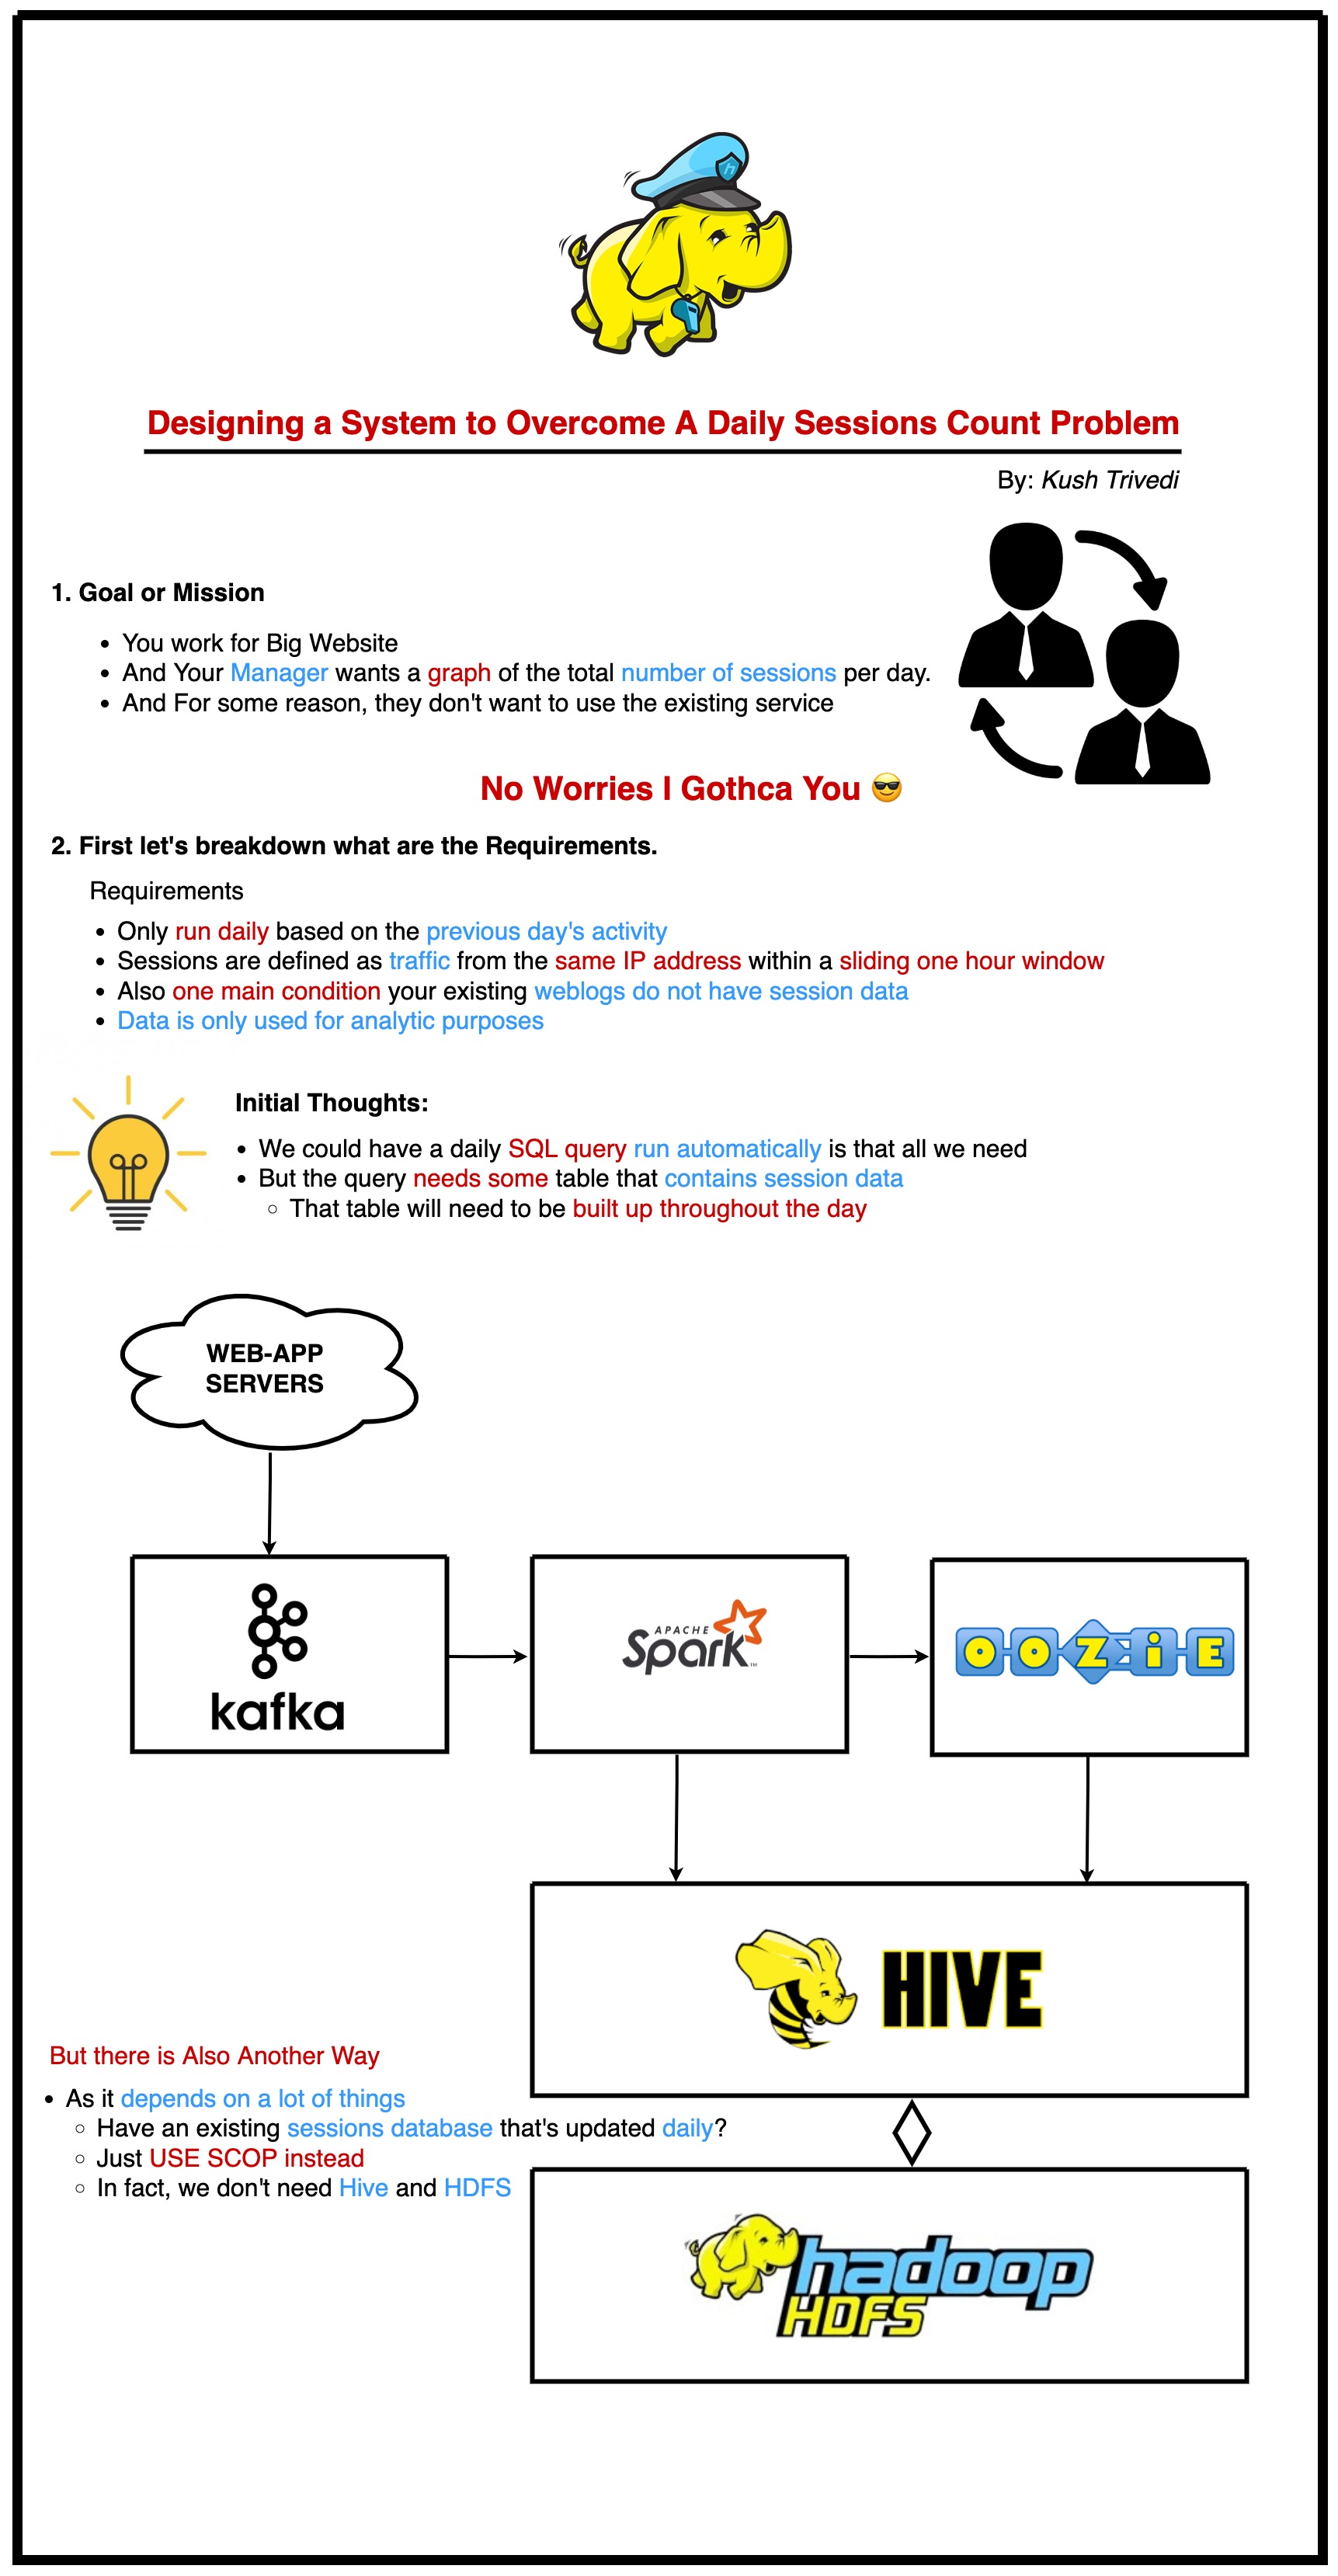 Designing a System to Overcome A Daily Sessions Count Problem
By: Kush Trivedi
1. Goal or Mission
• You work for Big Website
• And Your Manager wants a graph of the total number of sessions per day.
• And For some reason, they don't want to use the existing service
No Worries I Gothca You 😎
2. First let's breakdown what are the Requirements.
Requirements
• Only run daily based on the previous day's activity
• Sessions are defined as traffic from the same IP address within a sliding one hour window
• Also one main condition your existing weblogs do not have session data
• Data is only used for analytic purposes
Initial Thoughts:
• We could have a daily SQL query run automatically is that all we need
• But the query needs some table that contains session data
◦ That table will need to be built up throughout the day
WEB-APP
SERVERS
kafka
APACHE
Spark™
OOZiE
HIVE
But there is Also Another Way
• As it depends on a lot of things
◦ Have an existing sessions database that's updated daily?
◦ Just USE SCOP instead
◦ In fact, we don't need Hive and HDFS
hadoop
HDFS